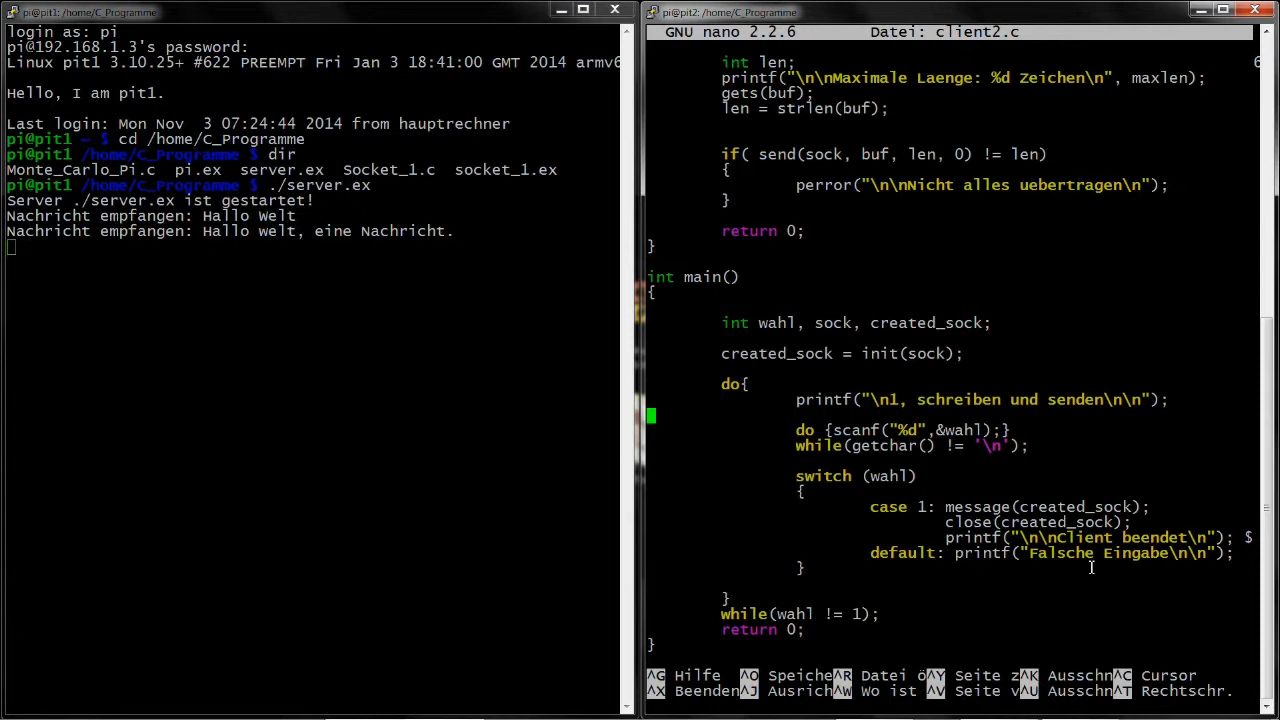 pi@pit1: /home/C_Programme
login as: pi
pi@192.168.1.3's password:
Linux pit1 3.10.25+ #622 PREEMPT Fri Jan 3 18:41:00 GMT 2014 armv6
Hello, I am pit1.
Last login: Mon Nov  3 07:24:44 2014 from hauptrechner
pi@pit1 ~ $ cd /home/C_Programme
pi@pit1 /home/C_Programme $ dir
Monte_Carlo_Pi.c  pi.ex  server.ex  Socket_1.c  socket_1.ex
pi@pit1 /home/C_Programme $ ./server.ex
Server ./server.ex ist gestartet!
Nachricht empfangen: Hallo Welt
Nachricht empfangen: Hallo welt, eine Nachricht.
pi@pit2: /home/C_Programme
GNU nano 2.2.6 Datei: client2.c
int len; 6
printf("\n\nMaximale Laenge: %d Zeichen\n", maxlen);
gets(buf);
len = strlen(buf);
if( send(sock, buf, len, 0) != len)
{
perror("\n\nNicht alles uebertragen\n");
}
return 0;
}
int main()
{
int wahl, sock, created_sock;
created_sock = init(sock);
do{
printf("\n1, schreiben und senden\n\n");
do {scanf("%d",&wahl);}
while(getchar() != '\n');
switch (wahl)
{
case 1: message(created_sock);
close(created_sock);
printf("\n\nClient beendet\n"); $
default: printf("Falsche Eingabe\n\n");
}
}
while(wahl != 1);
return 0;
}
^G Hilfe ^O Speiche^R Datei ö^Y Seite z^K Ausschn^C Cursor
^X Beenden^J Ausrich^W Wo ist ^V Seite v^U Ausschn^T Rechtschr.